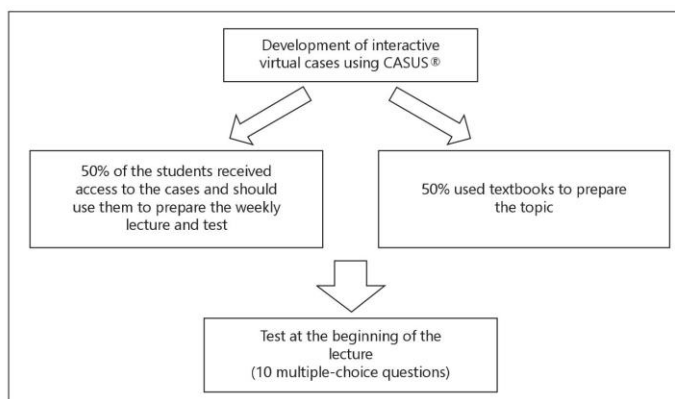 Development of interactive
virtual cases using CASUS®
50% of the students received
access to the cases and should
use them to prepare the weekly
lecture and test
50% used textbooks to prepare
the topic
Test at the beginning of the
lecture
(10 multiple-choice questions)